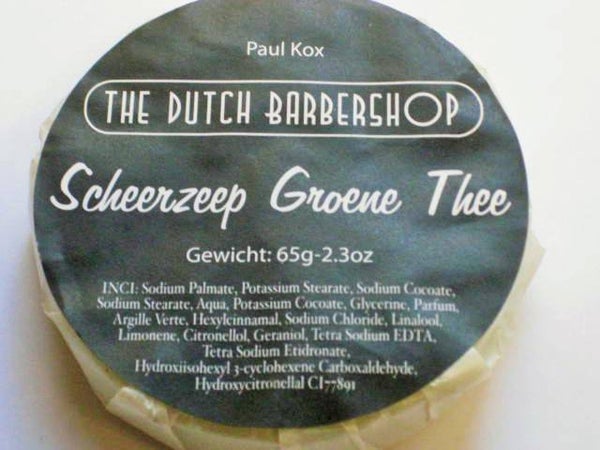 Paul Kox
THE DUTCH BARBERSHOP
Scheerzeep Groene Thee
Gewicht: 65g-2.3oz
INCI: Sodium Palmate, Potassium Stearate, Sodium Cocoate,
Sodium Stearate, Aqua, Potassium Cocoate, Glycerine, Parfum,
Argille Verte, Hexylcinnamal, Sodium Chloride, Linalool,
Limonene, Citronellol, Geraniol, Tetra Sodium EDTA,
Tetra Sodium Etidronate,
Hydroxiisohexyl 3-cyclohexene Carboxaldehyde,
Hydroxycitronellal CI77891